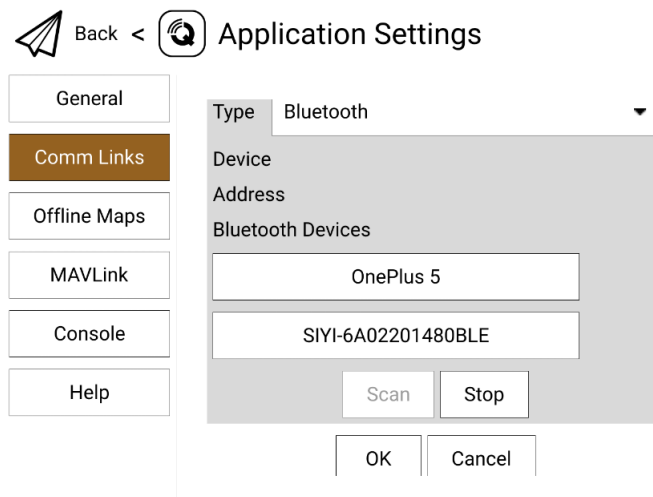 Back < Application Settings
General
Comm Links
Offline Maps
MAVLink
Console
Help
Type Bluetooth
Device
Address
Bluetooth Devices
OnePlus 5
SIYI-6A02201480BLE
Scan Stop
OK Cancel